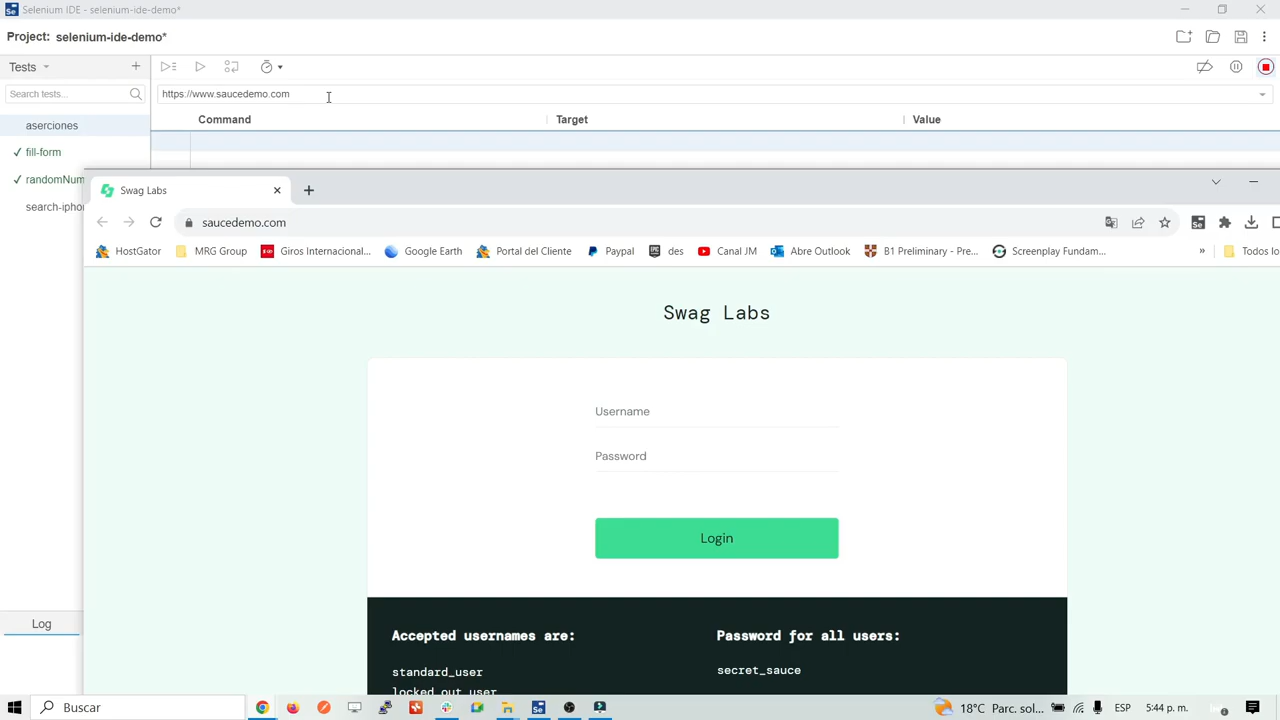 Selenium IDE - selenium-ide-demo*
Project: selenium-ide-demo*
Tests
Search tests...
https://www.saucedemo.com
Command Target Value
aserciones
fill-form
randomNum
search-iphor
Swag Labs
saucedemo.com
HostGator MRG Group Giros Internacional... Google Earth Portal del Cliente Paypal des Canal JM Abre Outlook B1 Preliminary - Pre... Screenplay Fundam... » Todos lo
Swag Labs
Username
Password
Login
Accepted usernames are:
Password for all users:
standard_user
secret_sauce
locked_out_user
Log
Buscar
18°C Parc. sol... ESP 5:44 p. m.